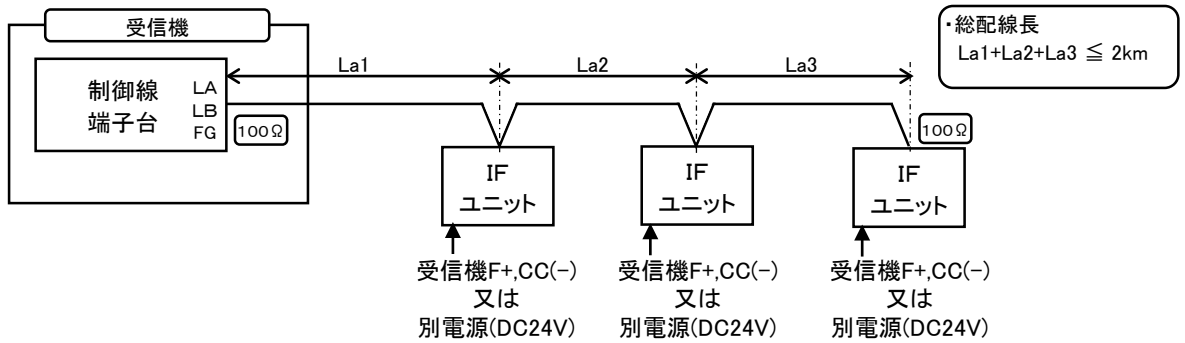 受信機
・総配線長
La1+La2+La3 ≦ 2km
La1
La2
La3
制御線
端子台
LA
LB
FG
100Ω
100Ω
IF
ユニット
IF
ユニット
IF
ユニット
受信機F+,CC(-)
又は
別電源(DC24V)
受信機F+,CC(-)
又は
別電源(DC24V)
受信機F+,CC(-)
又は
別電源(DC24V)